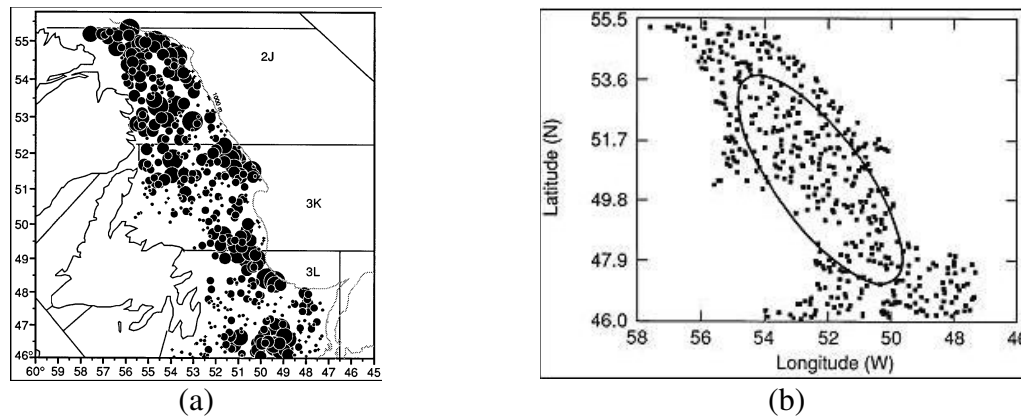 55
54
53
52
51
50
49
48
47
46°
60° 59 58 57 56 55 54 53 52 51 50 49 48 47 46 45
2J
1000 m
3K
3L
(a)
55.5
53.6
51.7
49.8
47.9
46.0
Latitude (N)
58 56 54 52 50 48 46
Longitude (W)
(b)